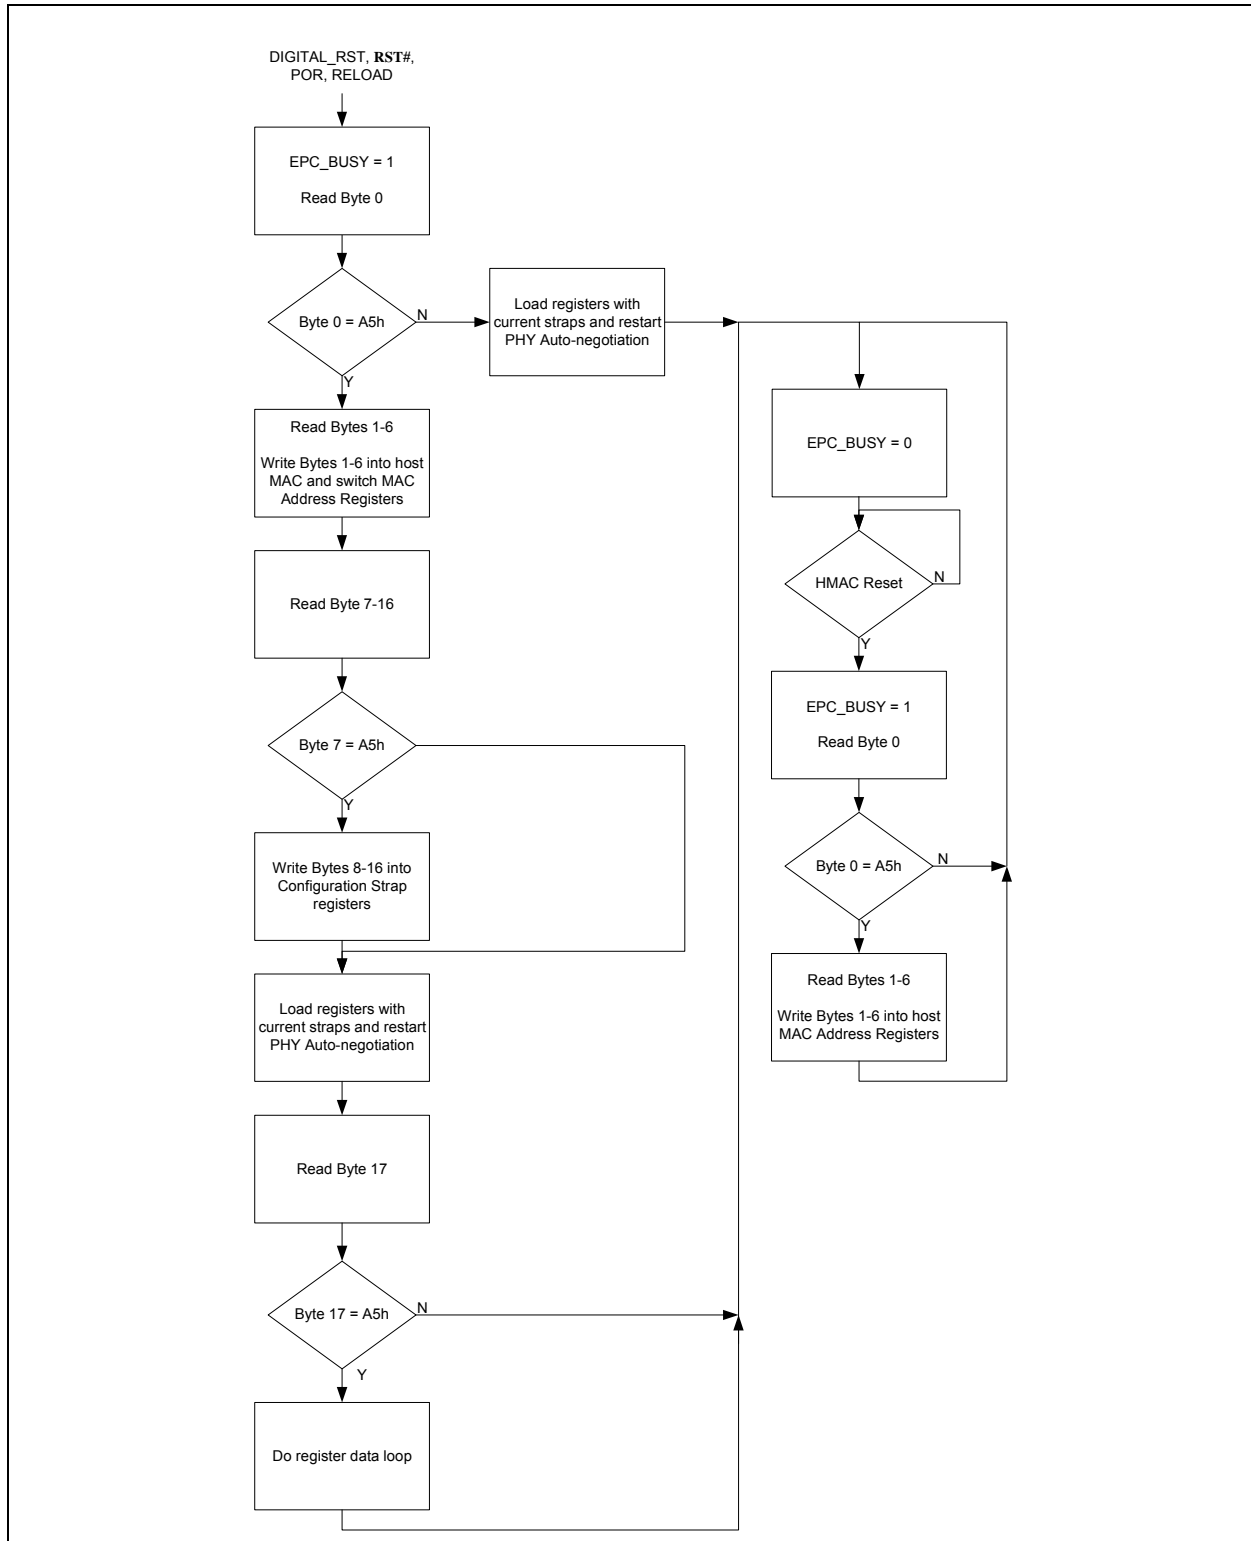 DIGITAL_RST, RST#,
POR, RELOAD
EPC_BUSY = 1
Read Byte 0
Byte 0 = A5h
N
Y
Load registers with
current straps and restart
PHY Auto-negotiation
Read Bytes 1-6
Write Bytes 1-6 into host
MAC and switch MAC
Address Registers
Read Byte 7-16
Byte 7 = A5h
Y
Write Bytes 8-16 into
Configuration Strap
registers
Load registers with
current straps and restart
PHY Auto-negotiation
Read Byte 17
Byte 17 = A5h
N
Y
Do register data loop
EPC_BUSY = 0
HMAC Reset
N
Y
EPC_BUSY = 1
Read Byte 0
Byte 0 = A5h
N
Y
Read Bytes 1-6
Write Bytes 1-6 into host
MAC Address Registers